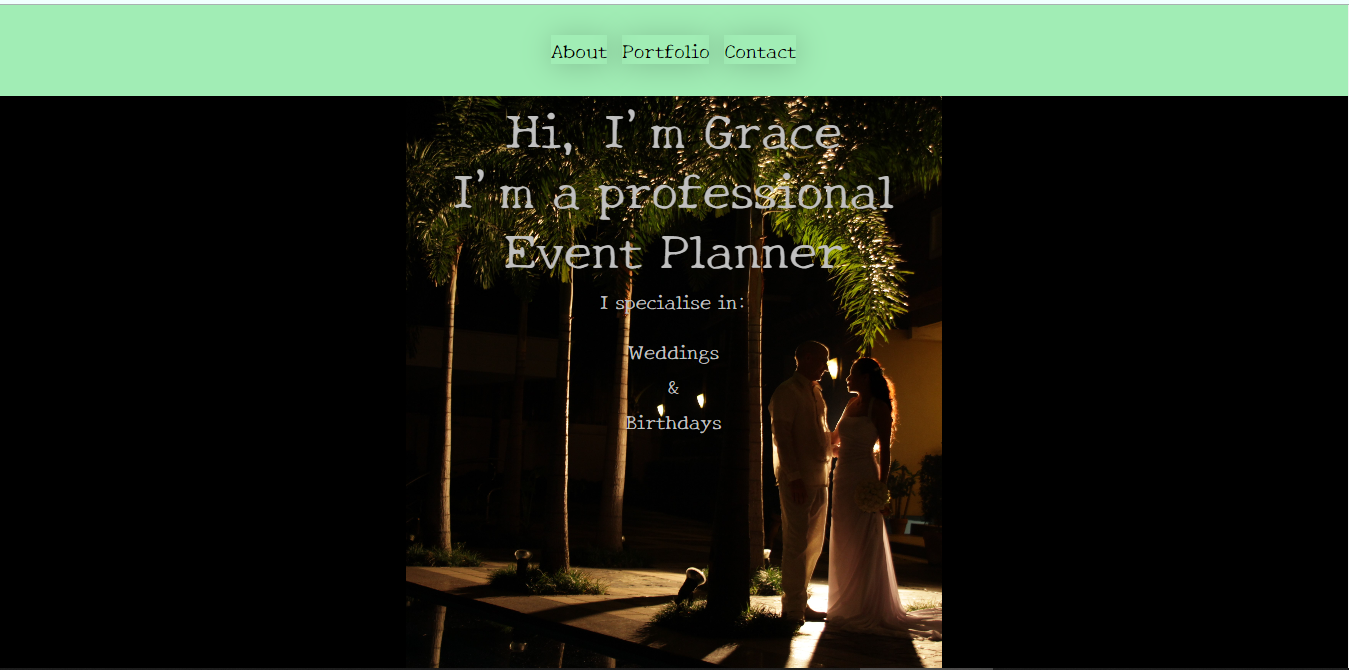 About Portfolio Contact
Hi, I'm Grace
I'm a professional
Event Planner
I specialise in:
Weddings
&
Birthdays